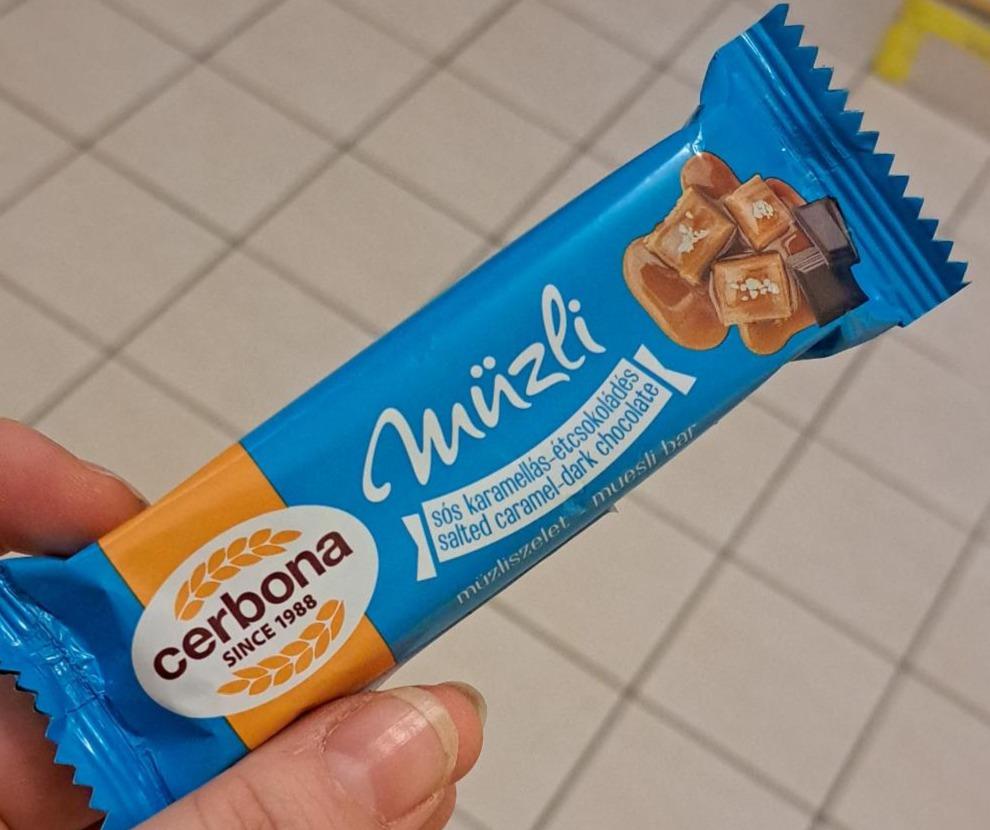 müzli
sós karamellás-étcsokoládés
salted caramel-dark chocolate
müzliszelet muesli bar
cerbona
SINCE 1988